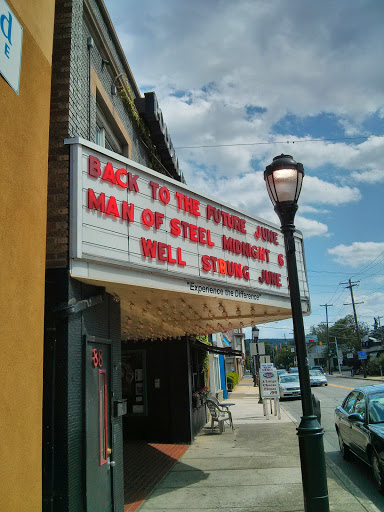 d
e
BACK TO THE FUTURE JUNE
MAN OF STEEL MIDNIGHT 6
WELL STRUNG JUNE
"Experience the Difference"